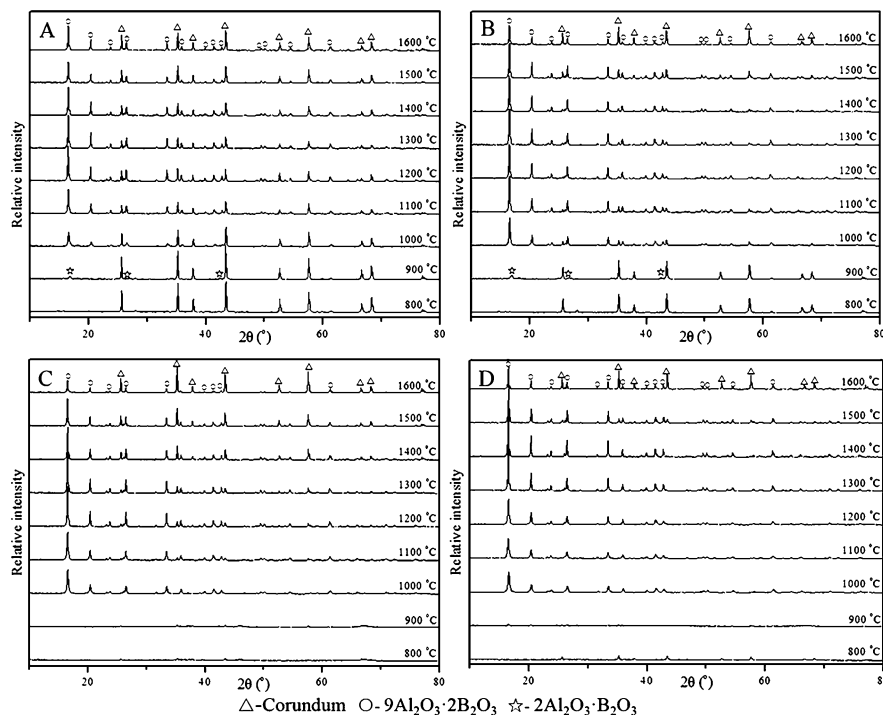 A
1600 °C
1500 °C
1400 °C
1300 °C
1200 °C
1100 °C
1000 °C
900 °C
800 °C
Relative intensity
20 40 60 80
2θ (°)
B
1600 °C
1500 °C
1400 °C
1300 °C
1200 °C
1100 °C
1000 °C
900 °C
800 °C
Relative intensity
20 40 60 80
2θ (°)
C
1600 °C
1500 °C
1400 °C
1300 °C
1200 °C
1100 °C
1000 °C
900 °C
800 °C
Relative intensity
20 40 60 80
2θ (°)
D
1600 °C
1500 °C
1400 °C
1300 °C
1200 °C
1100 °C
1000 °C
900 °C
800 °C
Relative intensity
20 40 60 80
2θ (°)
△-Corundum ○- 9Al₂O₃·2B₂O₃ ☆- 2Al₂O₃·B₂O₃